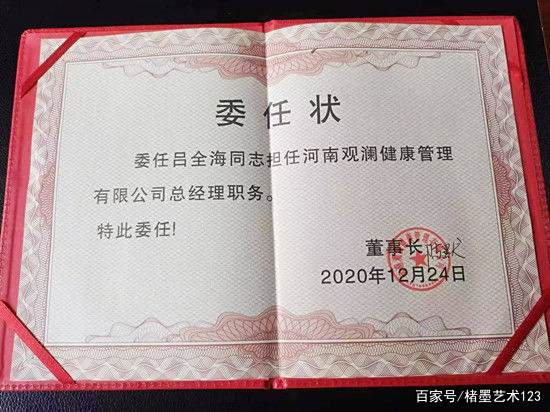 委任状
委任吕全海同志担任河南观澜健康管理
有限公司总经理职务。
特此委任!
董事长
2020年12月24日
百家号/楮墨艺术123